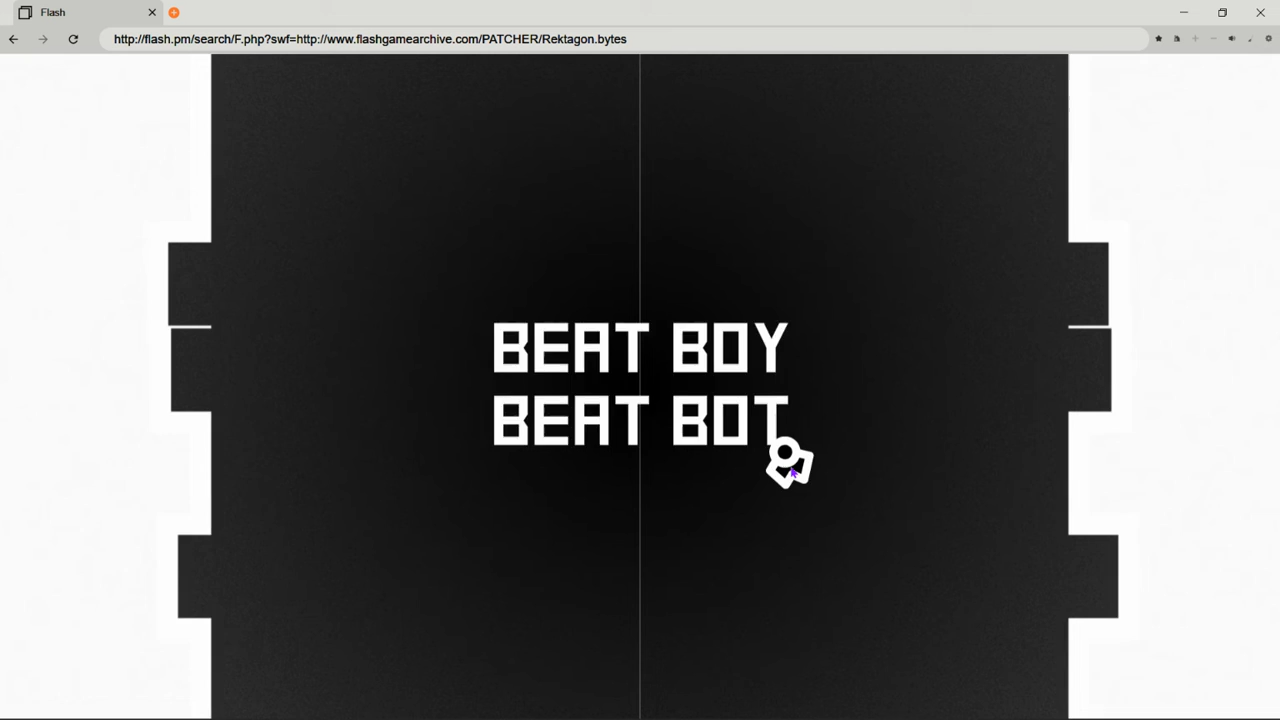 Flash
http://flash.pm/search/F.php?swf=http://www.flashgamearchive.com/PATCHER/Rektagon.bytes
BEAT BOY
BEAT BOT